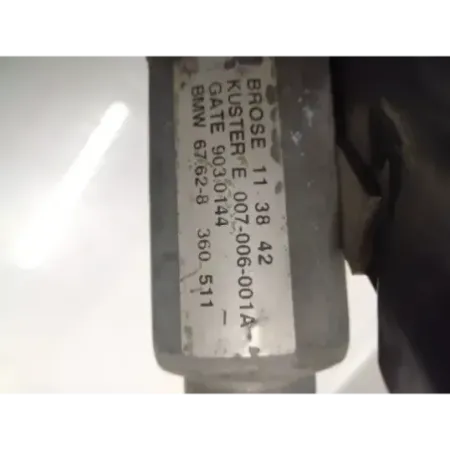 BROSE 11 38 42
KUSTER E 007-006-001A
GATE 9030144
BMW 67.62-8 360 511 -